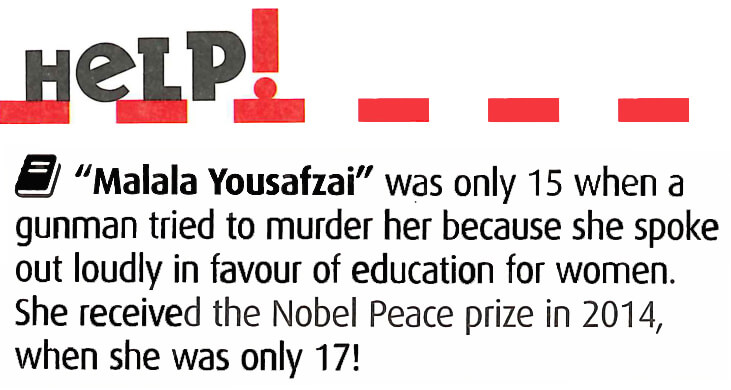 HeLP!
"Malala Yousafzai" was only 15 when a
gunman tried to murder her because she spoke
out loudly in favour of education for women.
She received the Nobel Peace prize in 2014,
when she was only 17!